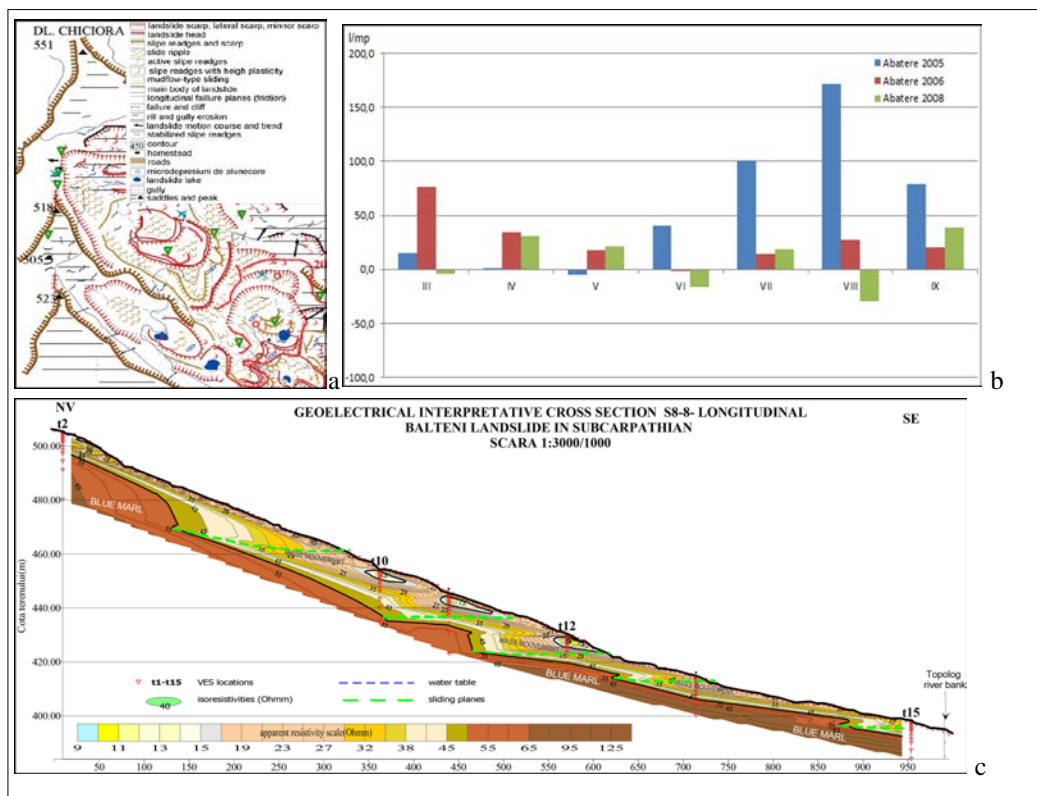 DL. CHICIORA
551
518
505
523
landslide scarp, lateral scarp, minnor scarp
landslide head
slipe readges and scarp
slide ripple
active slipe readges
slipe readges with heigh plasticity
mudflow-type sliding
main body of landslide
longitudinal faillure planes (friction)
failure and cliff
rill and gully erosion
landslide motion course and trend
stabilized slipe readges
450 contour
homestead
roads
microdepresiuni de alunecare
landslide lake
gully
saddles and peak
a
l/mp
200,0
150,0
100,0
50,0
0,0
-50,0
-100,0
III IV V VI VII VIII IX
Abatere 2005
Abatere 2006
Abatere 2008
b
NV
GEOELECTRICAL INTERPRETATIVE CROSS SECTION S8-8- LONGITUDINAL
BALTENI LANDSLIDE IN SUBCARPATHIAN
SCARA 1:3000/1000
SE
t2
500.00
480.00
460.00
440.00
420.00
400.00
Cota terenului(m)
BLUE MARL
MASS MOUVEMENT
t10
BLUE MARL
t12
MASS MOUVEMENT
BLUE MARL
t15
Topolog
river bank
t1-t15 VES locations
water table
40 isoresistivities (Ohmm)
sliding planes
apparent resistivity scale(Ohmm)
9 11 13 15 19 23 27 32 38 45 55 65 95 125
50 100 150 200 250 300 350 400 450 500 550 600 650 700 750 800 850 900 950
c